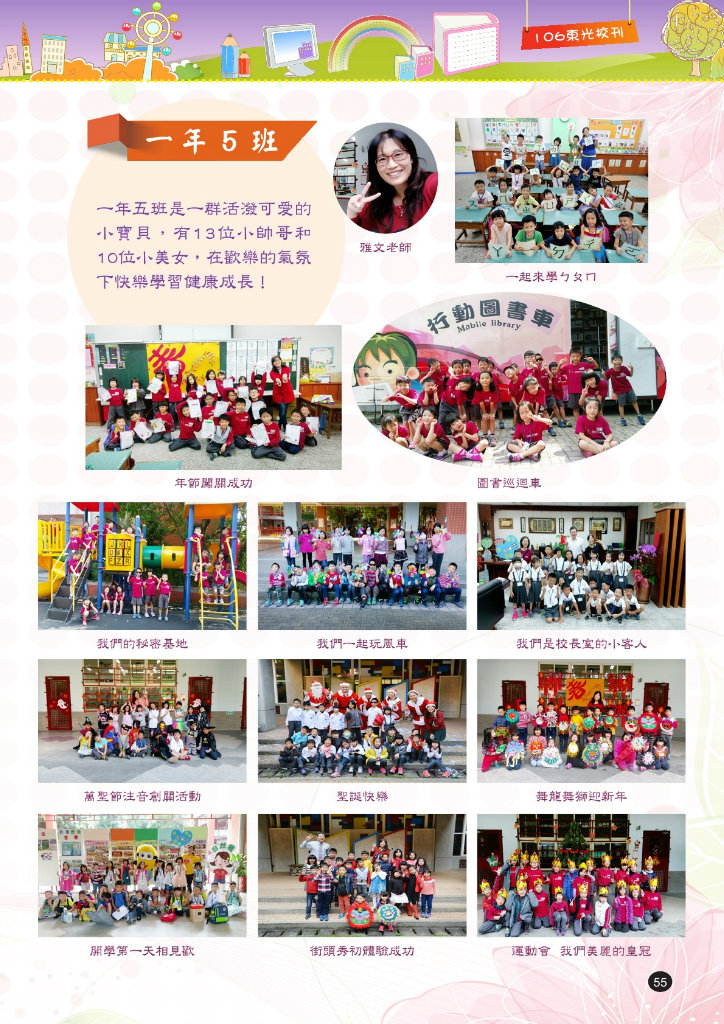 106東光校刊
一年5班
一年五班是一群活潑可愛的
小寶貝，有13位小帥哥和
10位小美女，在歡樂的氣氛
下快樂學習健康成長！
雅文老師
一起來學ㄅㄆㄇ
行動圖書車
Mobile library
年節闖關成功
圖書巡迴車
我們的秘密基地
我們一起玩風車
我們是校長室的小客人
萬聖節注音創關活動
聖誕快樂
舞龍舞獅迎新年
開學第一天相見歡
街頭秀初體驗成功
運動會 我們美麗的皇冠
55